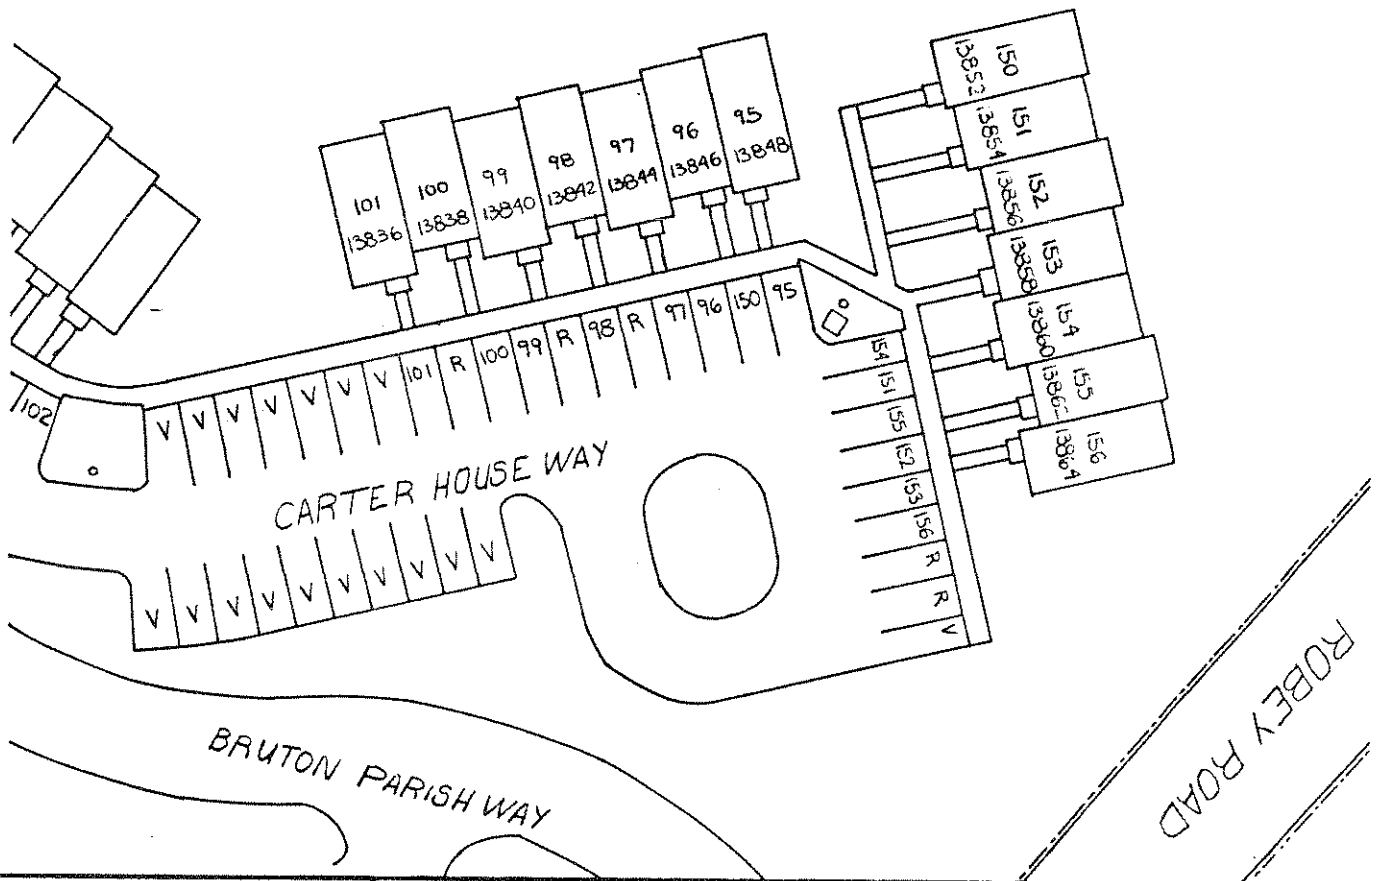 101
13836
100
13838
99
13840
98
13842
97
13844
96
13846
95
13848
150
13852
151
13854
152
13856
153
13858
154
13860
155
156
13864
102
V
V
V
V
V
V
V
101
R
100
99
R
98
R
97
96
150
95
154
151
155
152
153
156
R
R
V
CARTER HOUSE WAY
V
V
V
V
V
V
V
V
V
V
BRUTON PARISH WAY
ROBEY ROAD